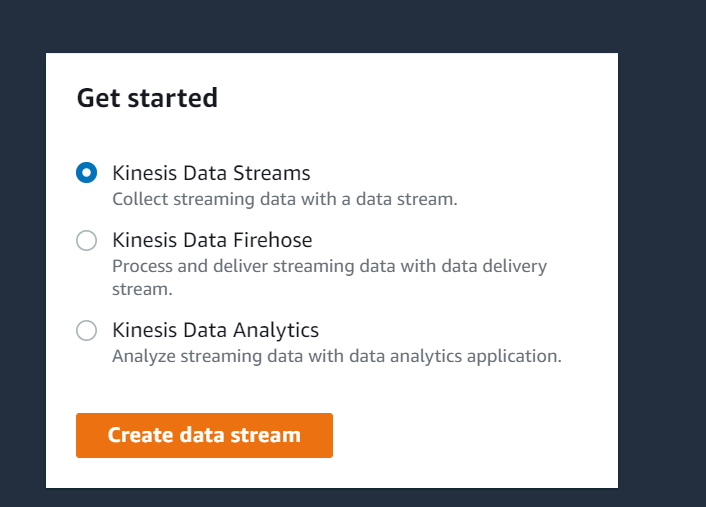 Get started
Kinesis Data Streams
Collect streaming data with a data stream.
Kinesis Data Firehose
Process and deliver streaming data with data delivery
stream.
Kinesis Data Analytics
Analyze streaming data with data analytics application.
Create data stream